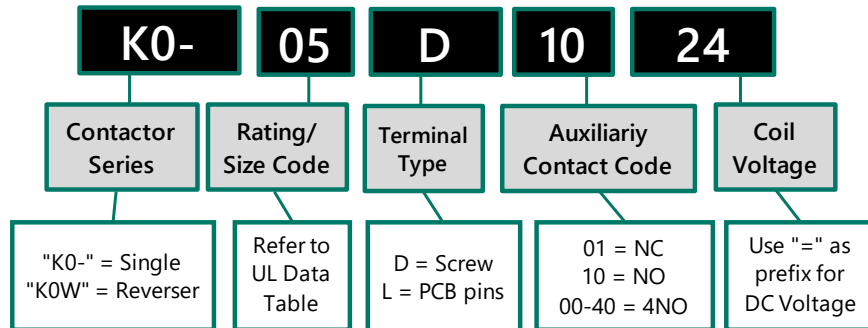 K0- 05 D 10 24
Contactor
Series
Rating/
Size Code
Terminal
Type
Auxiliariy
Contact Code
Coil
Voltage
"K0-" = Single
"K0W" = Reverser
Refer to
UL Data
Table
D = Screw
L = PCB pins
01 = NC
10 = NO
00-40 = 4NO
Use "=" as
prefix for
DC Voltage